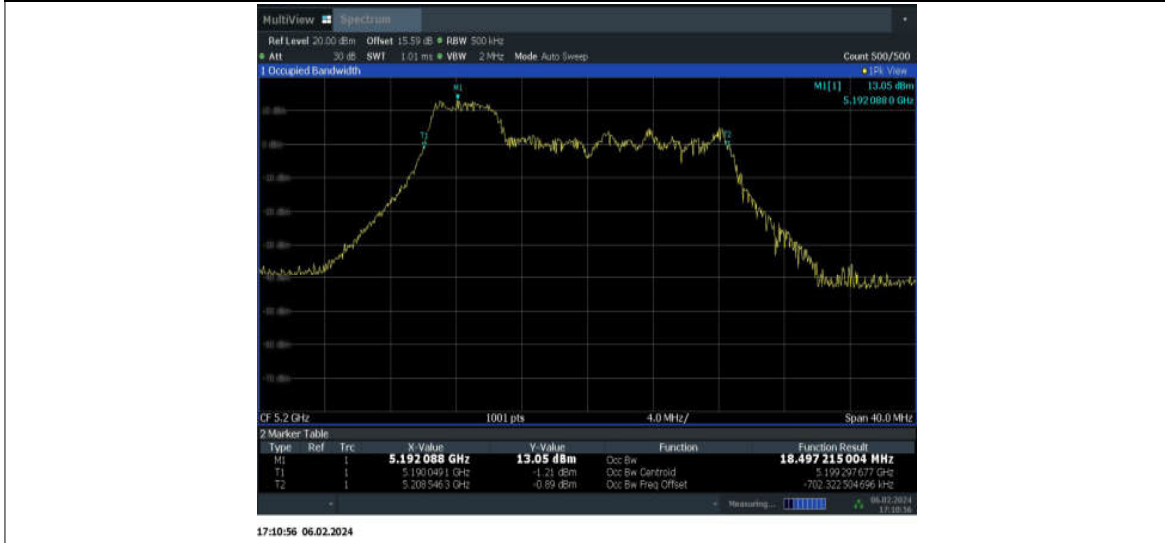 MultiView Spectrum
Ref Level 20.00 dBm Offset 15.59 dB RBW 500 kHz
Att 30 dB SWT 1.01 ms VBW 2 MHz Mode Auto Sweep Count 500/500
1 Occupied Bandwidth 1Pk View
M1[1] 13.05 dBm
5.192 088 0 GHz
M1
T1 T2
CF 5.2 GHz 1001 pts 4.0 MHz/ Span 40.0 MHz
2 Marker Table
Type Ref Trc X-Value Y-Value Function Function Result
M1 1 5.192 088 GHz 13.05 dBm Occ Bw 18.497 215 004 MHz
T1 1 5.190 049 1 GHz -1.21 dBm Occ Bw Centroid 5.199 297 677 GHz
T2 1 5.208 546 3 GHz -0.89 dBm Occ Bw Freq Offset -702.322 504 696 kHz
Measuring... 06.02.2024
17:10:56
17:10:56 06.02.2024